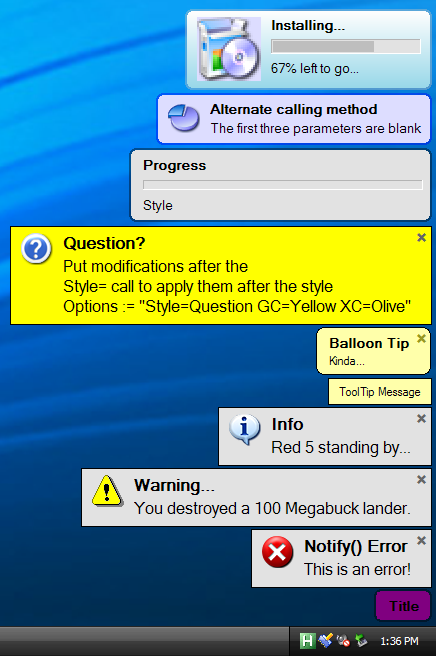 Installing...
67% left to go...
Alternate calling method
The first three parameters are blank
Progress
Style
Question?
Put modifications after the
Style= call to apply them after the style
Options := "Style=Question GC=Yellow XC=Olive"
Balloon Tip
Kinda...
ToolTip Message
Info
Red 5 standing by...
Warning...
You destroyed a 100 Megabuck lander.
Notify() Error
This is an error!
Title
H
1:36 PM